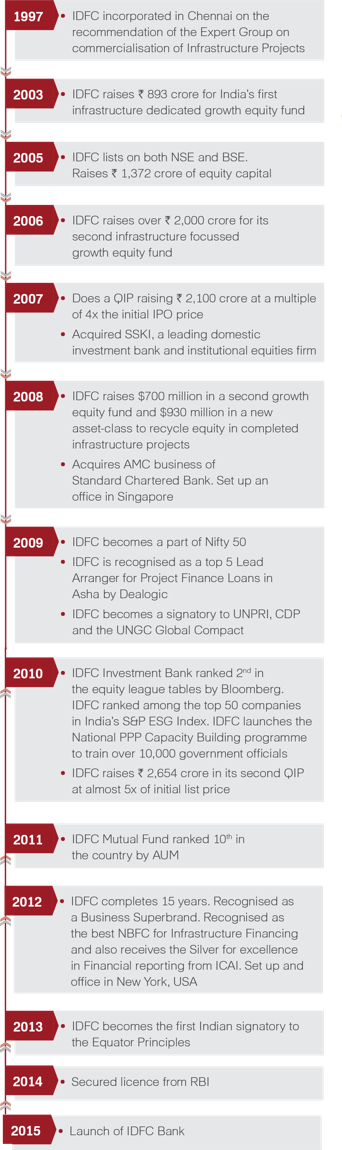 1997 • IDFC incorporated in Chennai on the
recommendation of the Expert Group on
commercialisation of Infrastructure Projects
2003 • IDFC raises ₹ 893 crore for India's first
infrastructure dedicated growth equity fund
2005 • IDFC lists on both NSE and BSE.
Raises ₹ 1,372 crore of equity capital
2006 • IDFC raises over ₹ 2,000 crore for its
second infrastructure focussed
growth equity fund
2007 • Does a QIP raising ₹ 2,100 crore at a multiple
of 4x the initial IPO price
• Acquired SSKI, a leading domestic
investment bank and institutional equities firm
2008 • IDFC raises $700 million in a second growth
equity fund and $930 million in a new
asset-class to recycle equity in completed
infrastructure projects
• Acquires AMC business of
Standard Chartered Bank. Set up an
office in Singapore
2009 • IDFC becomes a part of Nifty 50
• IDFC is recognised as a top 5 Lead
Arranger for Project Finance Loans in
Asha by Dealogic
• IDFC becomes a signatory to UNPRI, CDP
and the UNGC Global Compact
2010 • IDFC Investment Bank ranked 2nd in
the equity league tables by Bloomberg.
IDFC ranked among the top 50 companies
in India's S&P ESG Index. IDFC launches the
National PPP Capacity Building programme
to train over 10,000 government officials
• IDFC raises ₹ 2,654 crore in its second QIP
at almost 5x of initial list price
2011 • IDFC Mutual Fund ranked 10th in
the country by AUM
2012 • IDFC completes 15 years. Recognised as
a Business Superbrand. Recognised as
the best NBFC for Infrastructure Financing
and also receives the Silver for excellence
in Financial reporting from ICAI. Set up and
office in New York, USA
2013 • IDFC becomes the first Indian signatory to
the Equator Principles
2014 • Secured licence from RBI
2015 • Launch of IDFC Bank